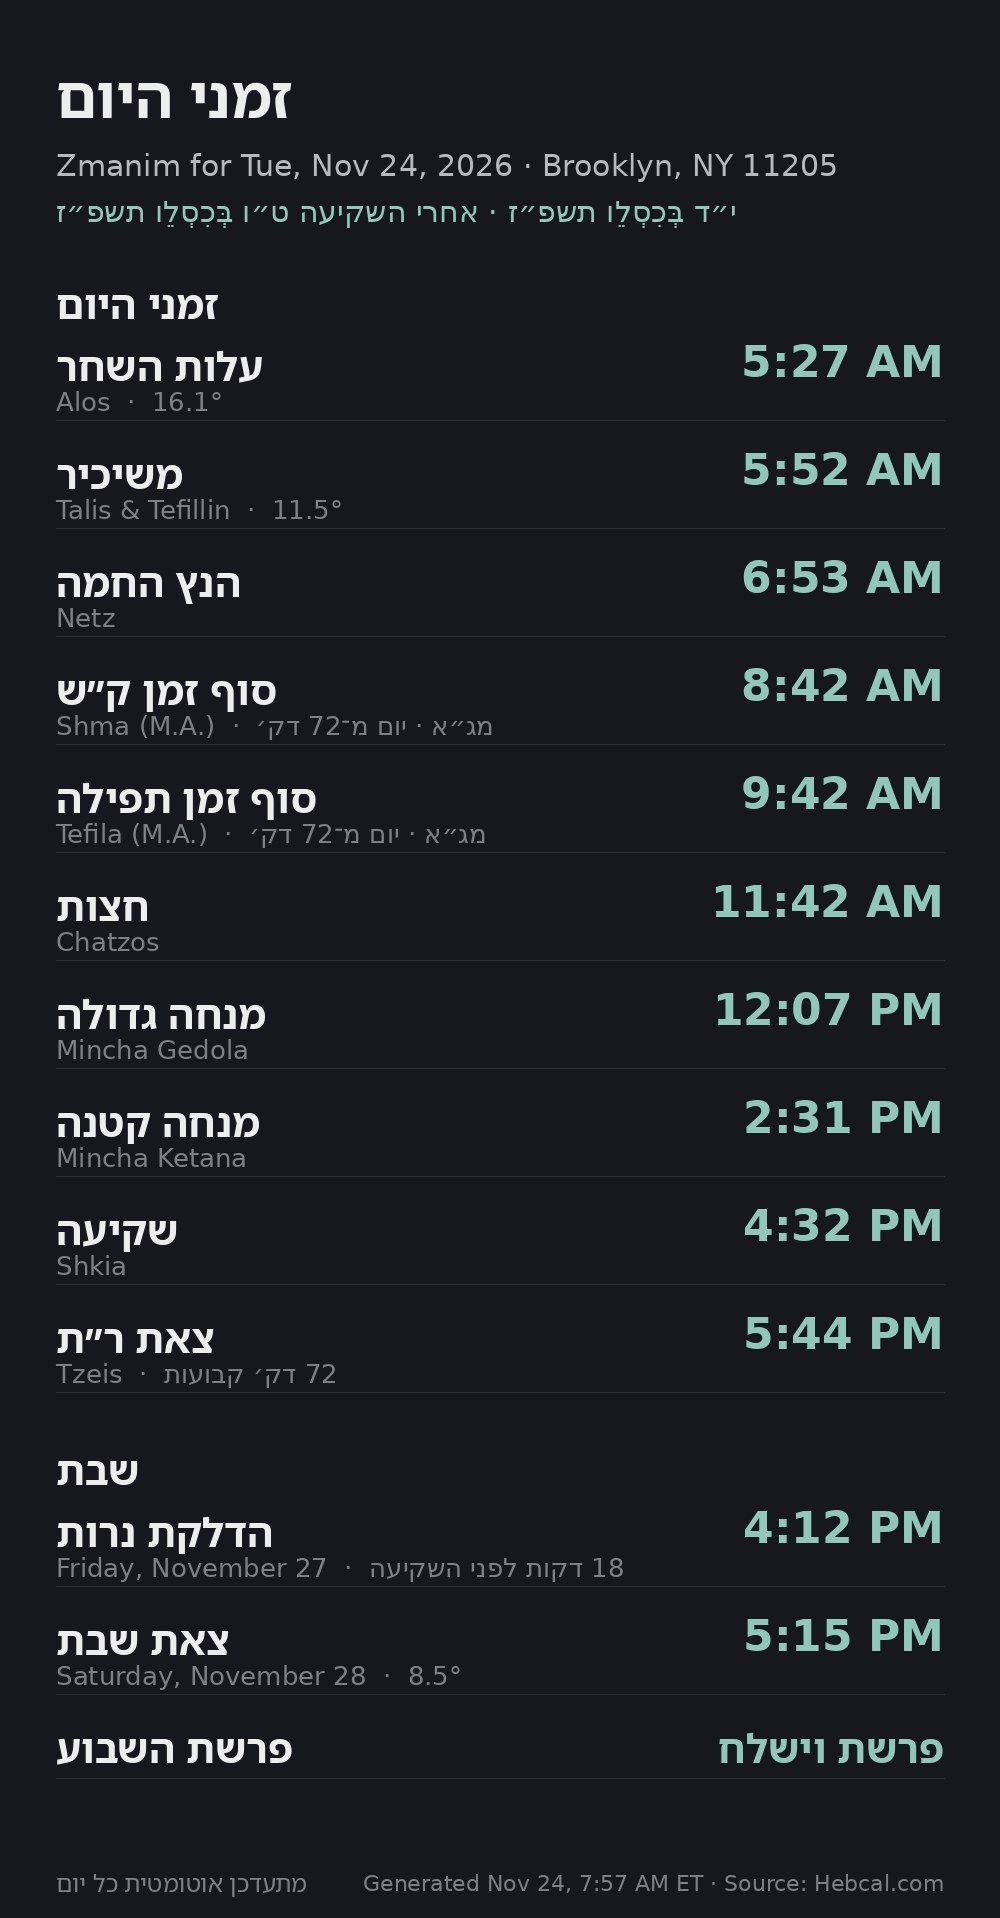 זמני היום
Zmanim for Tue, Nov 24, 2026 · Brooklyn, NY 11205
י״ד בְּכִסְלֵו תשפ״ז · אחרי השקיעה ט״ו בְּכִסְלֵו תשפ״ז
זמני היום
עלות השחר 5:27 AM
Alos · 16.1°
משיכיר 5:52 AM
Talis & Tefillin · 11.5°
הנץ החמה 6:53 AM
Netz
סוף זמן ק״ש 8:42 AM
Shma (M.A.) · מג״א · יום מ־72 דק׳
סוף זמן תפילה 9:42 AM
Tefila (M.A.) · מג״א · יום מ־72 דק׳
חצות 11:42 AM
Chatzos
מנחה גדולה 12:07 PM
Mincha Gedola
מנחה קטנה 2:31 PM
Mincha Ketana
שקיעה 4:32 PM
Shkia
צאת ר״ת 5:44 PM
Tzeis · 72 דק׳ קבועות
שבת
הדלקת נרות 4:12 PM
Friday, November 27 · 18 דקות לפני השקיעה
צאת שבת 5:15 PM
Saturday, November 28 · 8.5°
פרשת השבוע פרשת וישלח
מתעדכן אוטומטית כל יום Generated Nov 24, 7:57 AM ET · Source: Hebcal.com